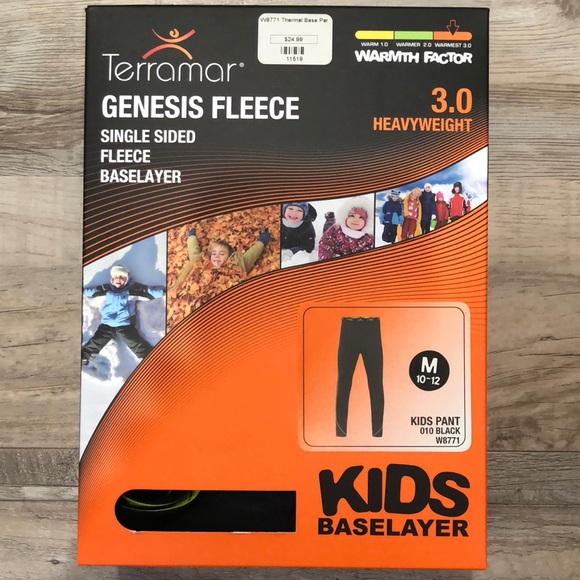 W8771 Thermal Base Par
$24.99
11519
Terramar®
WARM 1.0 WARMER 2.0 WARMEST 3.0
WARMTH FACTOR
GENESIS FLEECE
SINGLE SIDED
FLEECE
BASELAYER
3.0
HEAVYWEIGHT
M
10-12
KIDS PANT
010 BLACK
W8771
KIDS
BASELAYER